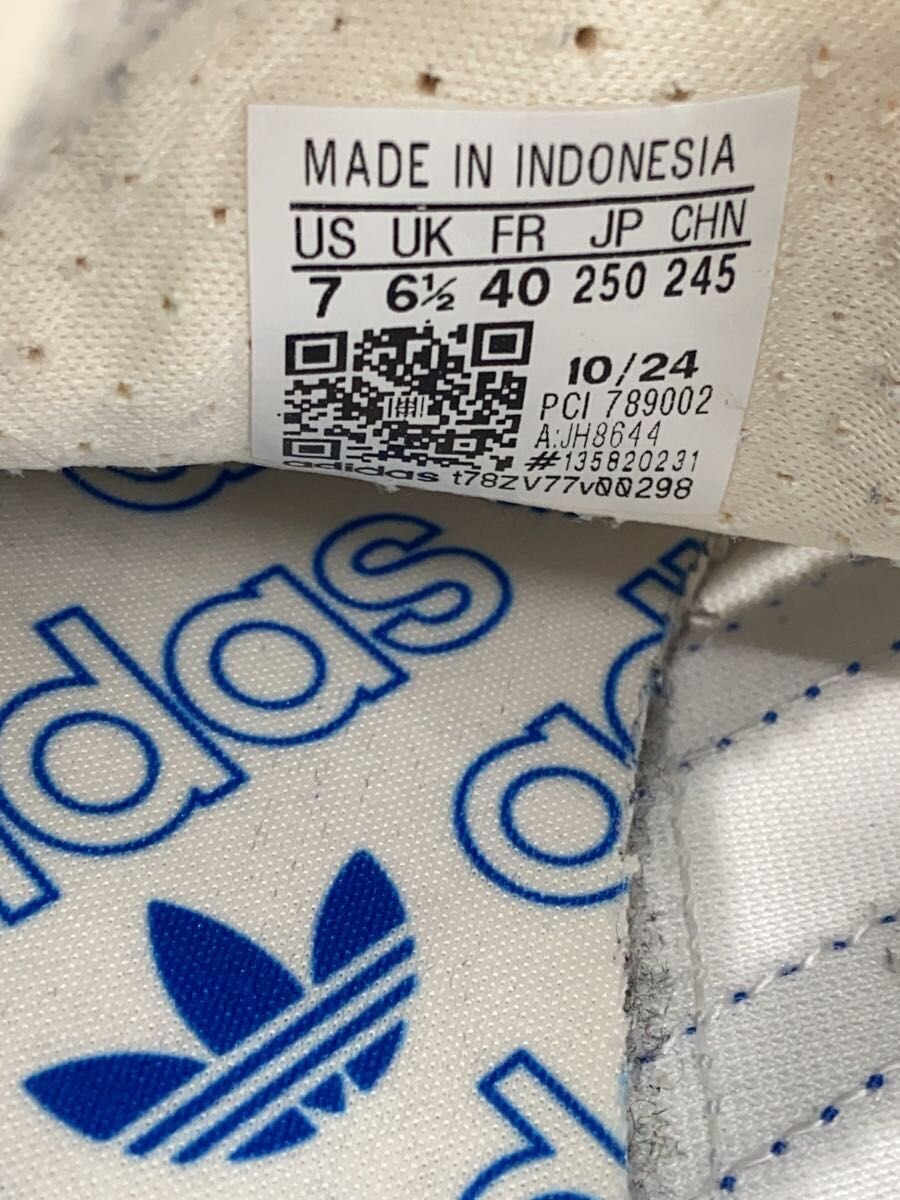 MADE IN INDONESIA
US UK FR JP CHN
7 6½ 40 250 245
10/24
PCI 789002
A:JH8644
#135820231
adidas t78ZV77v00298
das